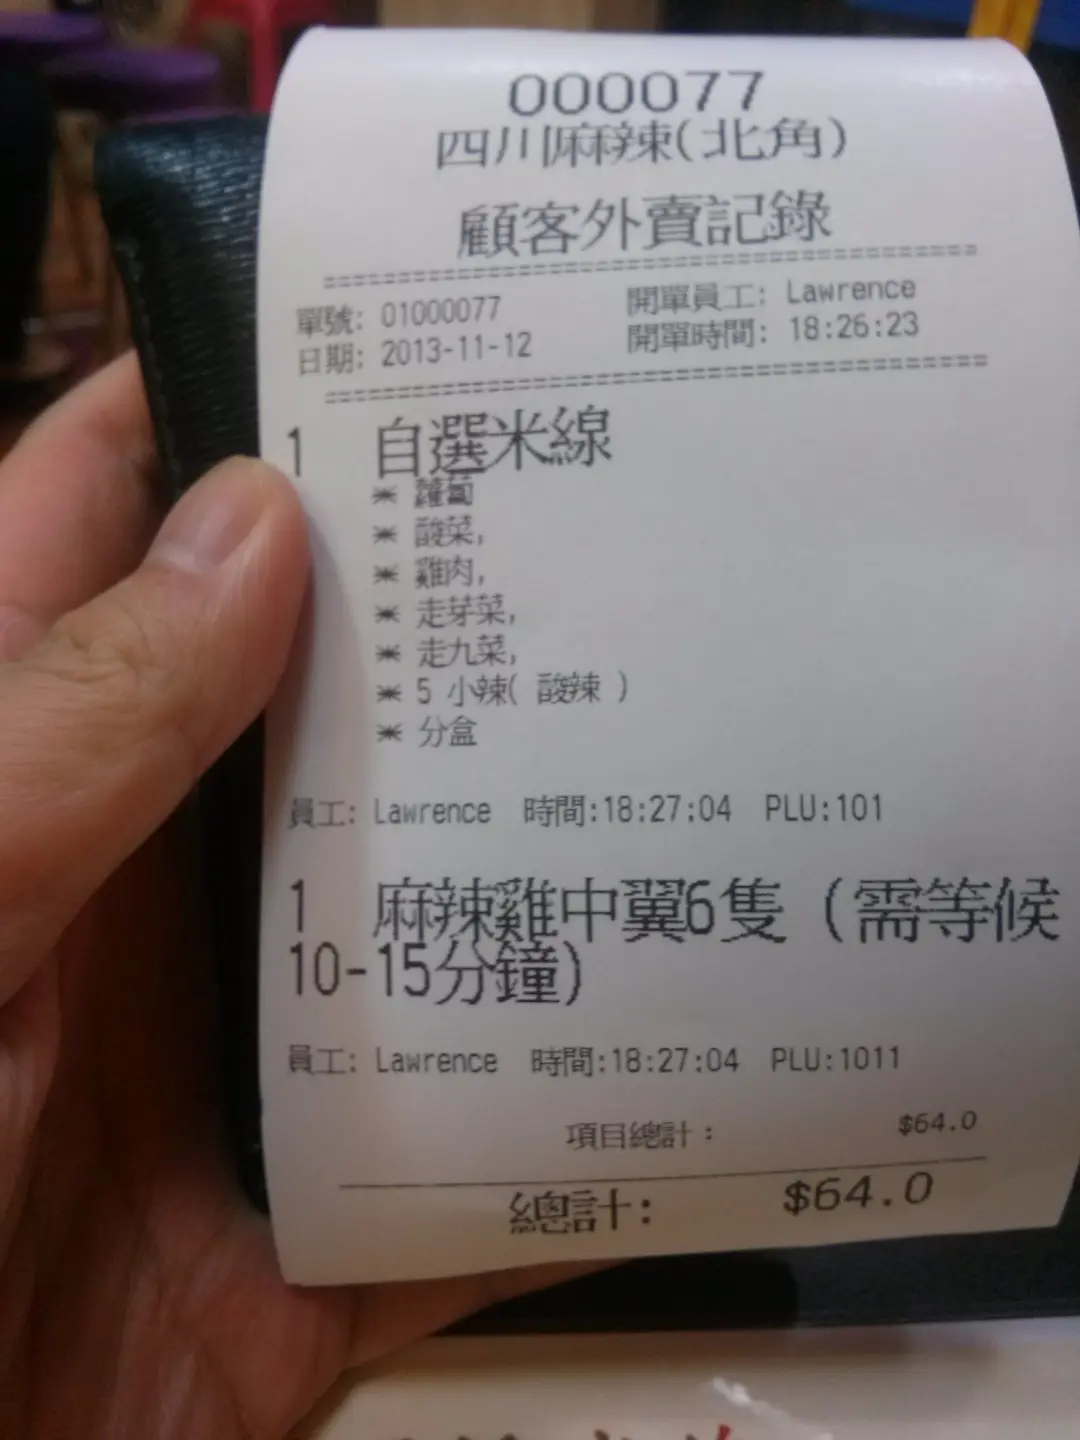 000077
四川麻辣(北角)
顧客外賣記錄
單號: 01000077 開單員工: Lawrence
日期: 2013-11-12 開單時間: 18:26:23
1 自選米線
* 蘿蔔
* 酸菜,
* 雞肉,
* 走芽菜,
* 走九菜,
* 5 小辣( 酸辣 )
* 分盒
員工: Lawrence 時間:18:27:04 PLU:101
1 麻辣雞中翼6隻 (需等候
10-15分鐘)
員工: Lawrence 時間:18:27:04 PLU:1011
項目總計: $64.0
總計: $64.0